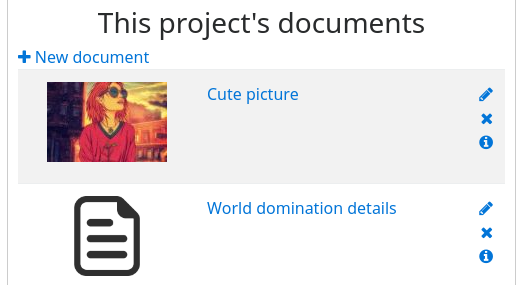 This project's documents
New document
Cute picture
World domination details